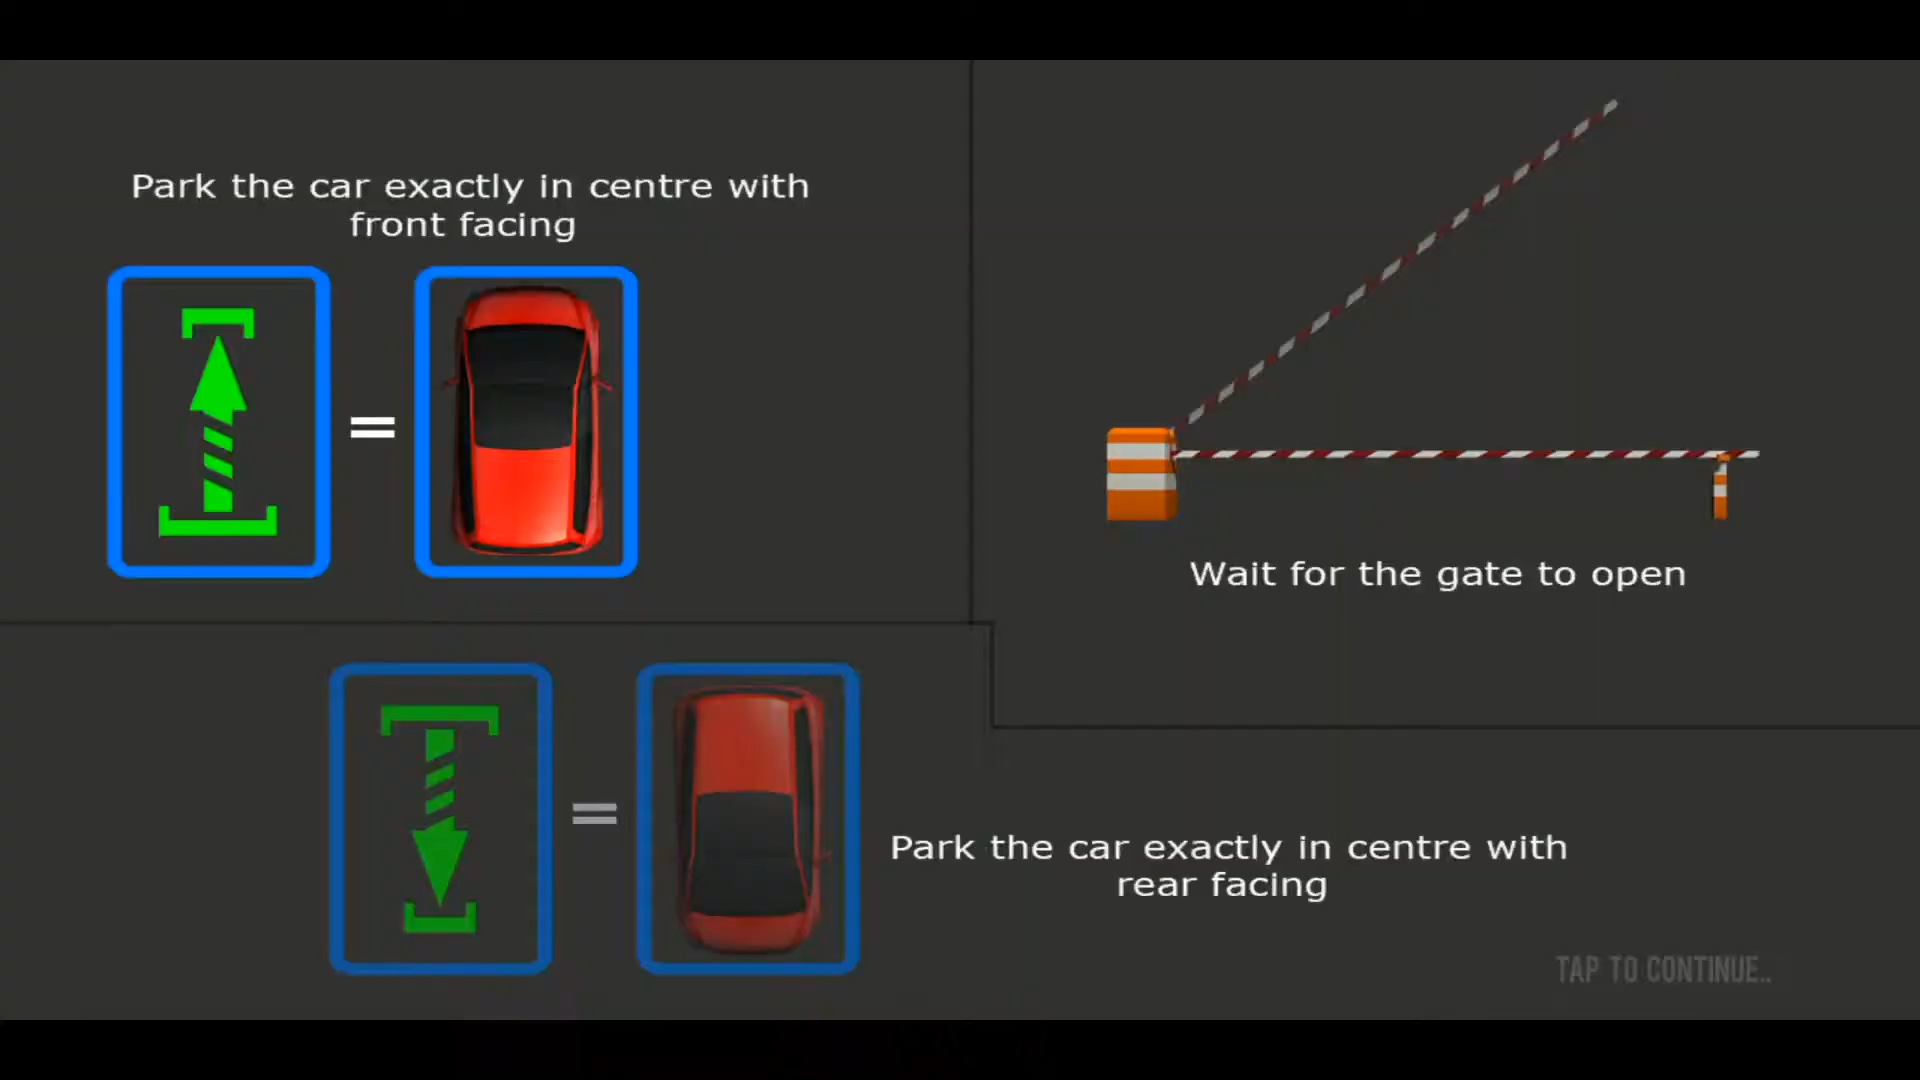 Park the car exactly in centre with
front facing
=
Wait for the gate to open
=
Park the car exactly in centre with
rear facing
TAP TO CONTINUE..